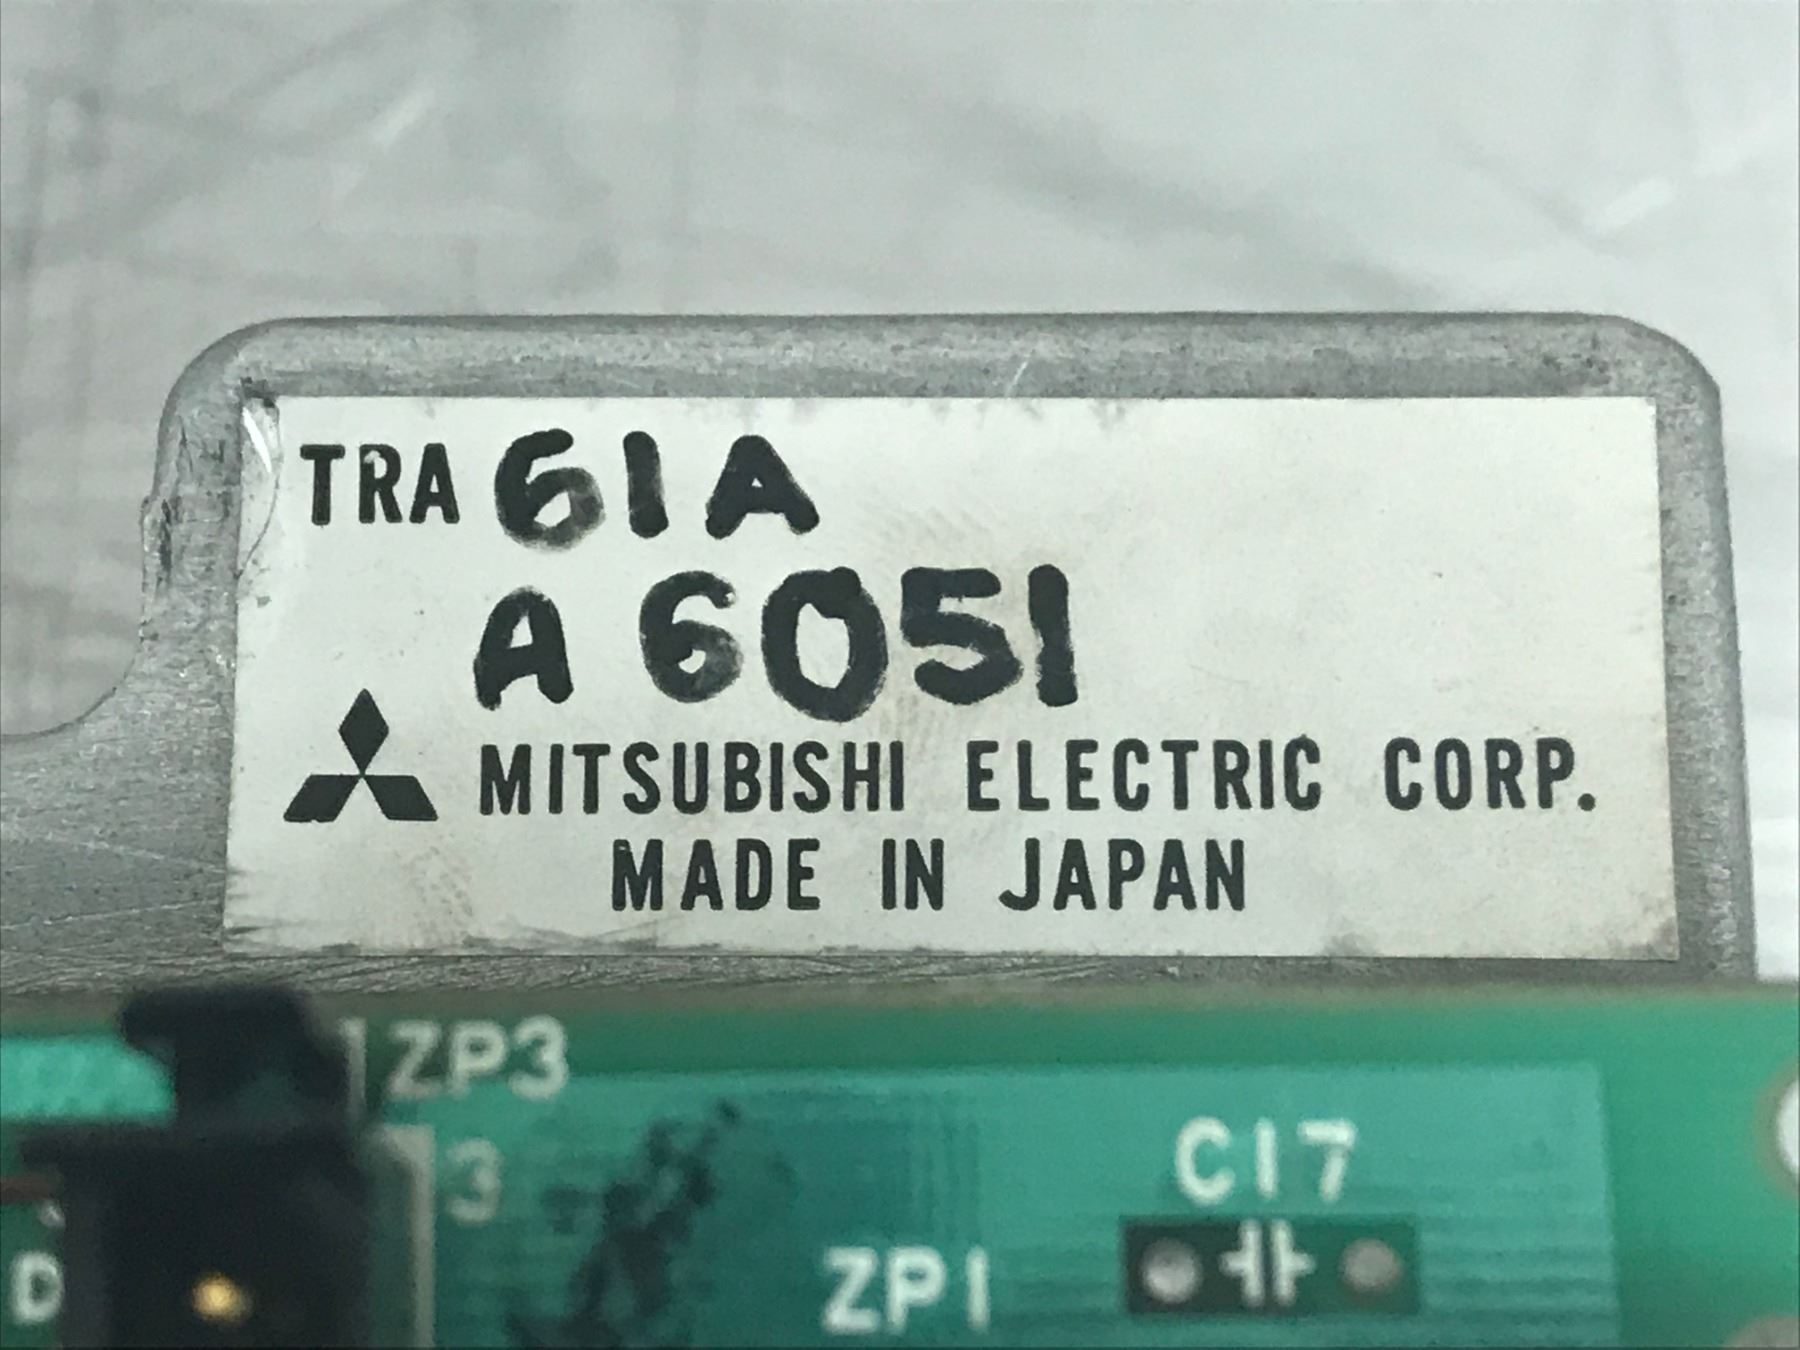 TRA 61A
A 6051
MITSUBISHI ELECTRIC CORP.
MADE IN JAPAN
ZP3
3
C17
ZP1
D